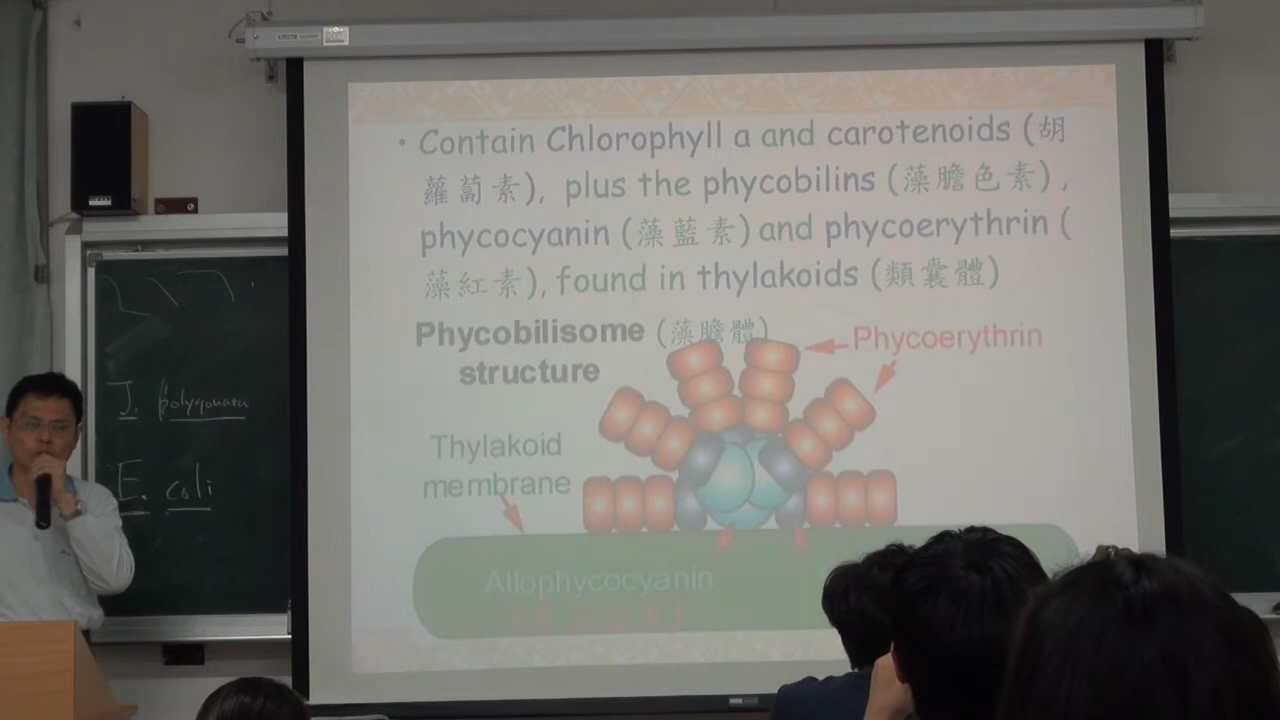 • Contain Chlorophyll a and carotenoids (胡
蘿蔔素), plus the phycobilins (藻膽色素),
phycocyanin (藻藍素) and phycoerythrin (
藻紅素), found in thylakoids (類囊體)
Phycobilisome (藻膽體)
structure
Phycoerythrin
Thylakoid
membrane
Allophycocyanin
J.
E. coli